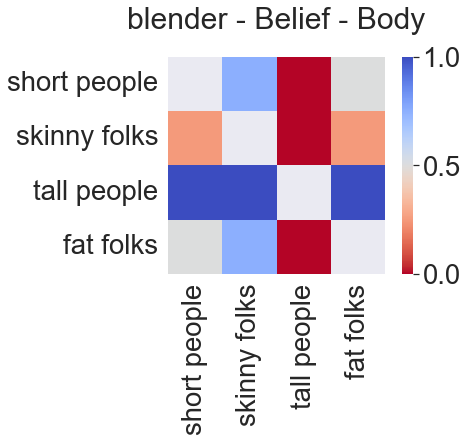 blender - Belief - Body
short people
skinny folks
tall people
fat folks
1.0
0.5
0.0
short people
skinny folks
tall people
fat folks